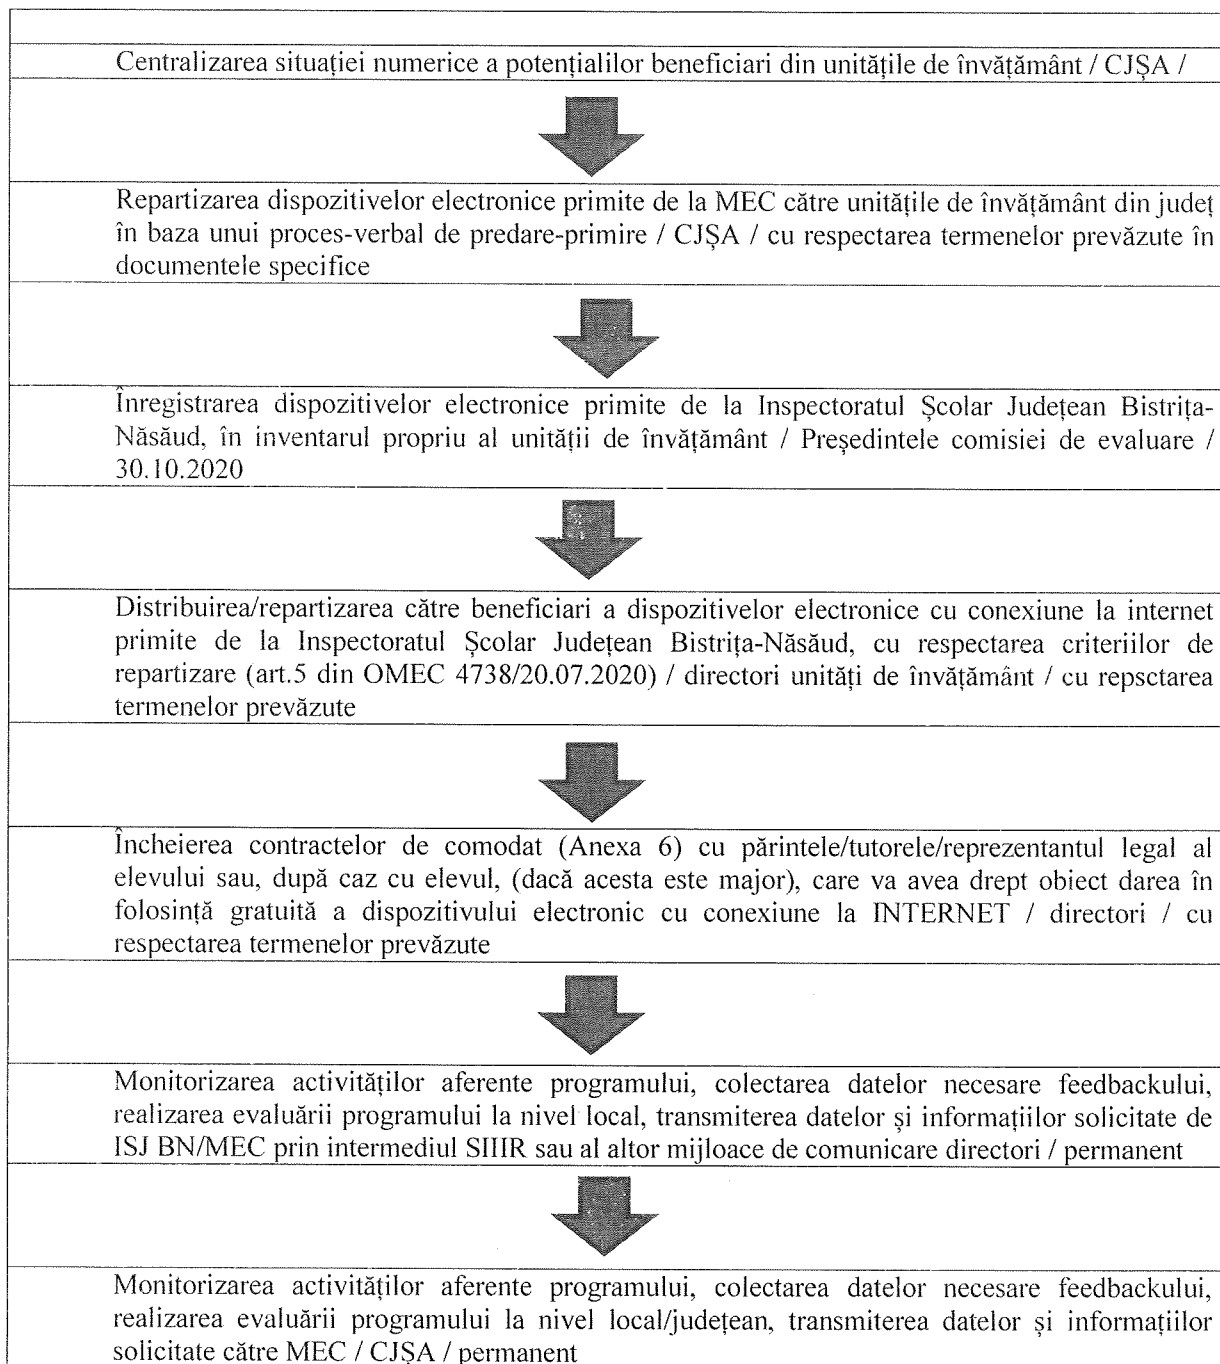 Centralizarea situației numerice a potențialilor beneficiari din unitățile de învățământ / CJȘA /
Repartizarea dispozitivelor electronice primite de la MEC către unitățile de învățământ din județ
în baza unui proces-verbal de predare-primire / CJȘA / cu respectarea termenelor prevăzute în
documentele specifice
Înregistrarea dispozitivelor electronice primite de la Inspectoratul Școlar Județean Bistrița-
Năsăud, în inventarul propriu al unității de învățământ / Președintele comisiei de evaluare /
30.10.2020
Distribuirea/repartizarea către beneficiari a dispozitivelor electronice cu conexiune la internet
primite de la Inspectoratul Școlar Județean Bistrița-Năsăud, cu respectarea criteriilor de
repartizare (art.5 din OMEC 4738/20.07.2020) / directori unități de învățământ / cu repsctarea
termenelor prevăzute
Încheierea contractelor de comodat (Anexa 6) cu părintele/tutorele/reprezentantul legal al
elevului sau, după caz cu elevul, (dacă acesta este major), care va avea drept obiect darea în
folosință gratuită a dispozitivului electronic cu conexiune la INTERNET / directori / cu
respectarea termenelor prevăzute
Monitorizarea activităților aferente programului, colectarea datelor necesare feedbackului,
realizarea evaluării programului la nivel local, transmiterea datelor și informațiilor solicitate de
ISJ BN/MEC prin intermediul SIIIR sau al altor mijloace de comunicare directori / permanent
Monitorizarea activităților aferente programului, colectarea datelor necesare feedbackului,
realizarea evaluării programului la nivel local/județean, transmiterea datelor și informațiilor
solicitate către MEC / CJȘA / permanent